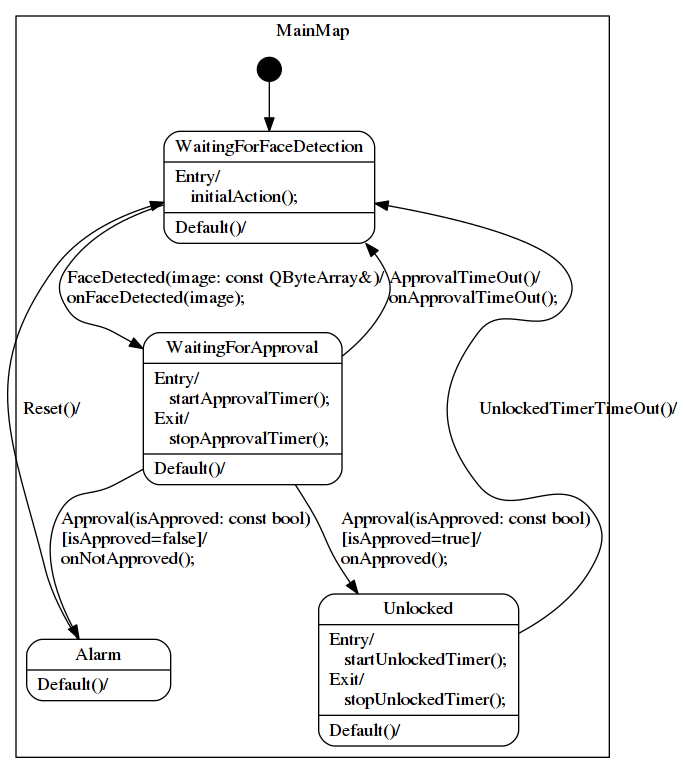 MainMap
WaitingForFaceDetection
Entry/
initialAction();
Default()/
FaceDetected(image: const QByteArray&)/
onFaceDetected(image);
ApprovalTimeOut()/
onApprovalTimeOut();
WaitingForApproval
Entry/
startApprovalTimer();
Exit/
stopApprovalTimer();
Default()/
Reset()/
UnlockedTimerTimeOut()/
Approval(isApproved: const bool)
[isApproved=false]/
onNotApproved();
Approval(isApproved: const bool)
[isApproved=true]/
onApproved();
Alarm
Default()/
Unlocked
Entry/
startUnlockedTimer();
Exit/
stopUnlockedTimer();
Default()/